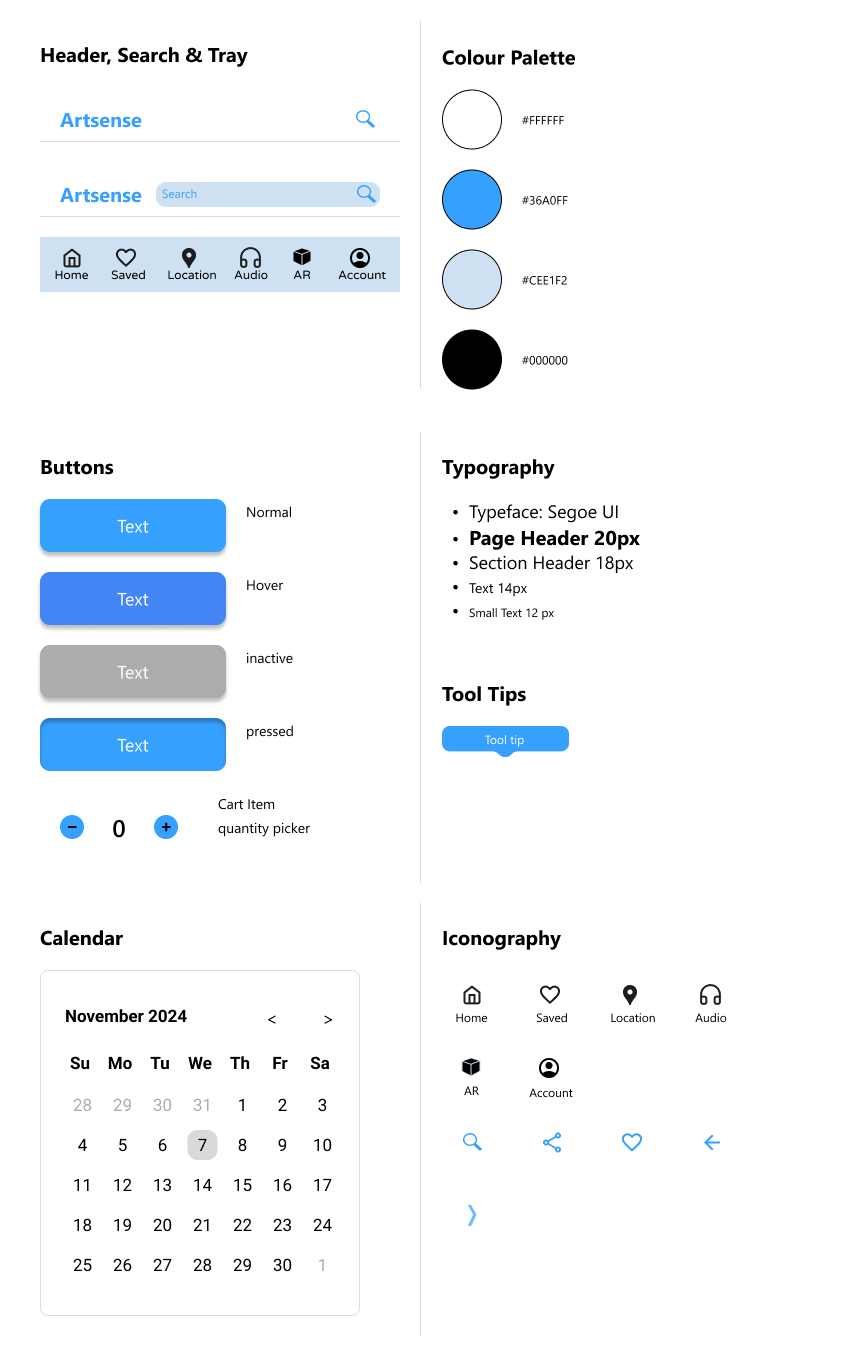 Header, Search & Tray
Artsense
Artsense Search
Home Saved Location Audio AR Account
Colour Palette
#FFFFFF
#36A0FF
#CEE1F2
#000000
Buttons
Text Normal
Text Hover
Text inactive
Text pressed
− 0 + Cart Item
quantity picker
Typography
• Typeface: Segoe UI
• Page Header 20px
• Section Header 18px
• Text 14px
• Small Text 12 px
Tool Tips
Tool tip
Calendar
November 2024 < >
Su Mo Tu We Th Fr Sa
28 29 30 31 1 2 3
4 5 6 7 8 9 10
11 12 13 14 15 16 17
18 19 20 21 22 23 24
25 26 27 28 29 30 1
Iconography
Home Saved Location Audio
AR Account